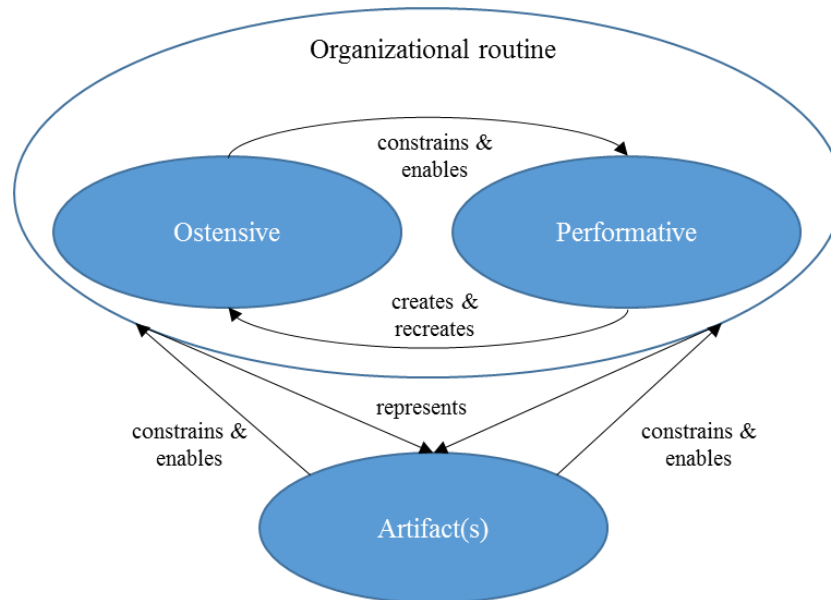 Organizational routine
constrains &
enables
Ostensive
Performative
creates &
recreates
represents
constrains &
enables
constrains &
enables
Artifact(s)